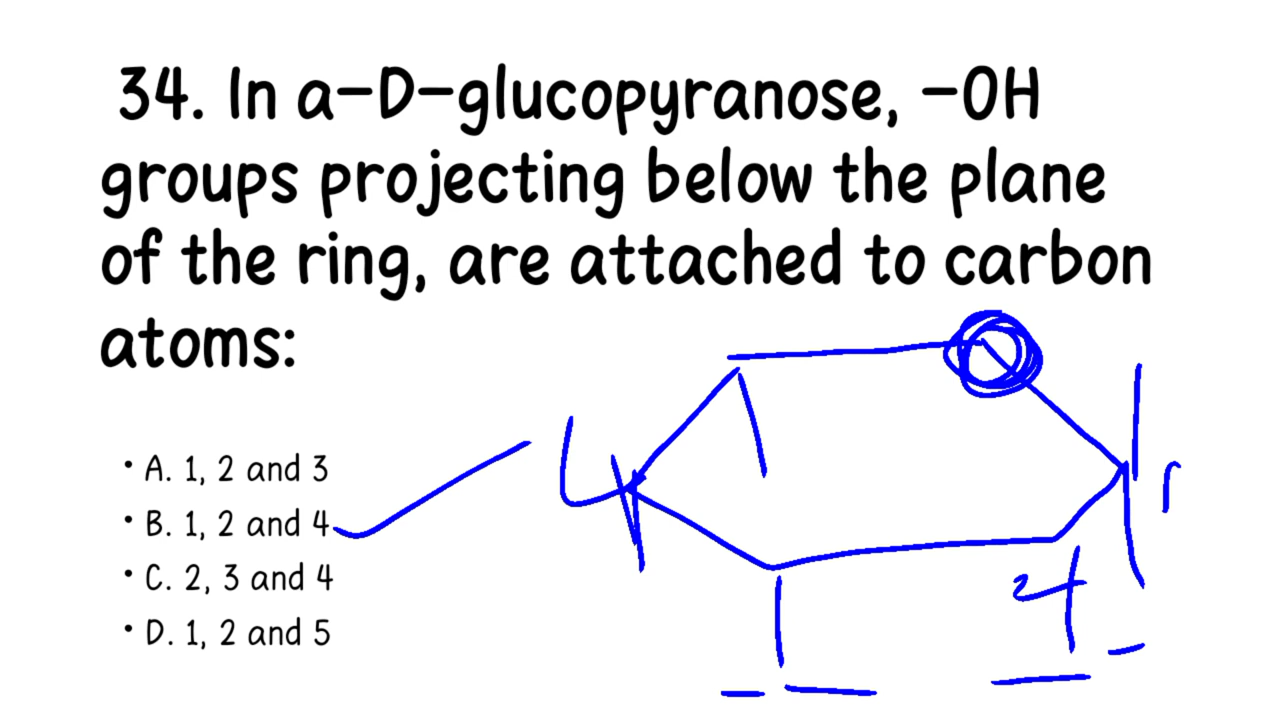 34. In a-D-glucopyranose, -OH
groups projecting below the plane
of the ring, are attached to carbon
atoms:
• A. 1, 2 and 3
• B. 1, 2 and 4
• C. 2, 3 and 4
• D. 1, 2 and 5